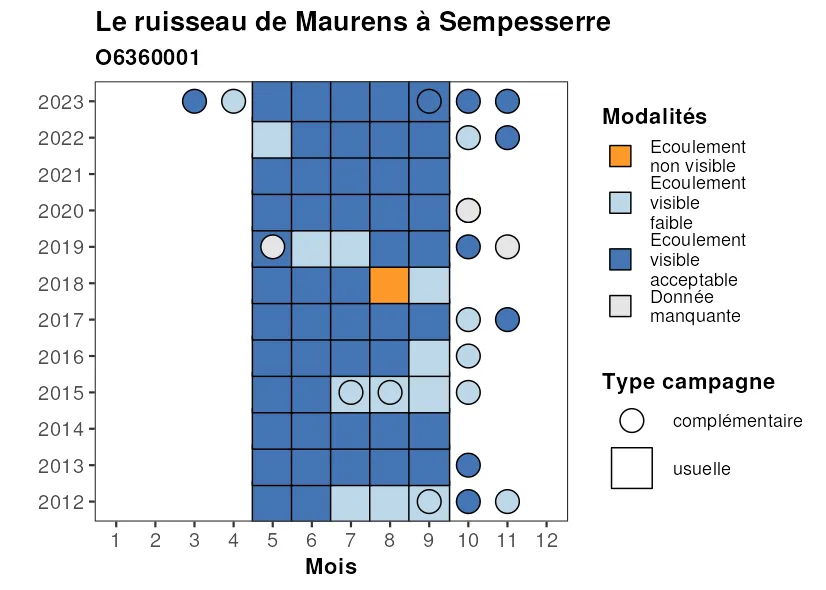 Le ruisseau de Maurens à Sempesserre
O6360001
2023
2022
2021
2020
2019
2018
2017
2016
2015
2014
2013
2012
1 2 3 4 5 6 7 8 9 10 11 12
Mois
Modalités
Ecoulement
non visible
Ecoulement
visible
faible
Ecoulement
visible
acceptable
Donnée
manquante
Type campagne
complémentaire
usuelle